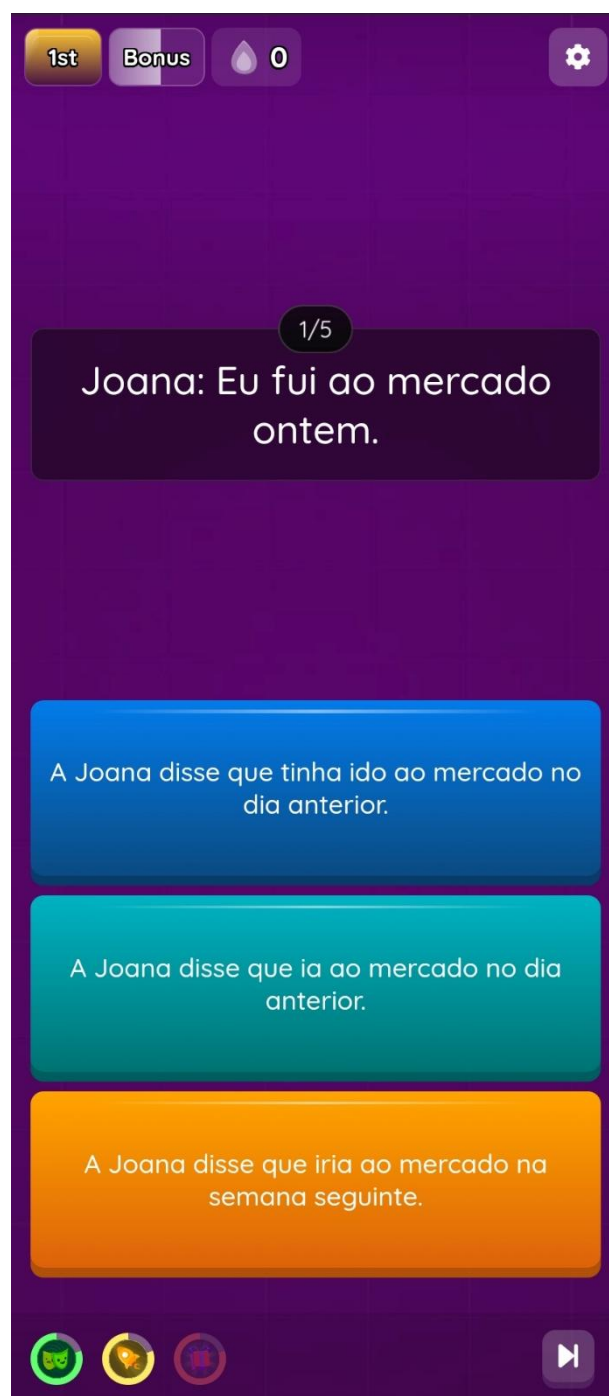 1st Bonus 0
1/5
Joana: Eu fui ao mercado
ontem.
A Joana disse que tinha ido ao mercado no
dia anterior.
A Joana disse que ia ao mercado no dia
anterior.
A Joana disse que iria ao mercado na
semana seguinte.